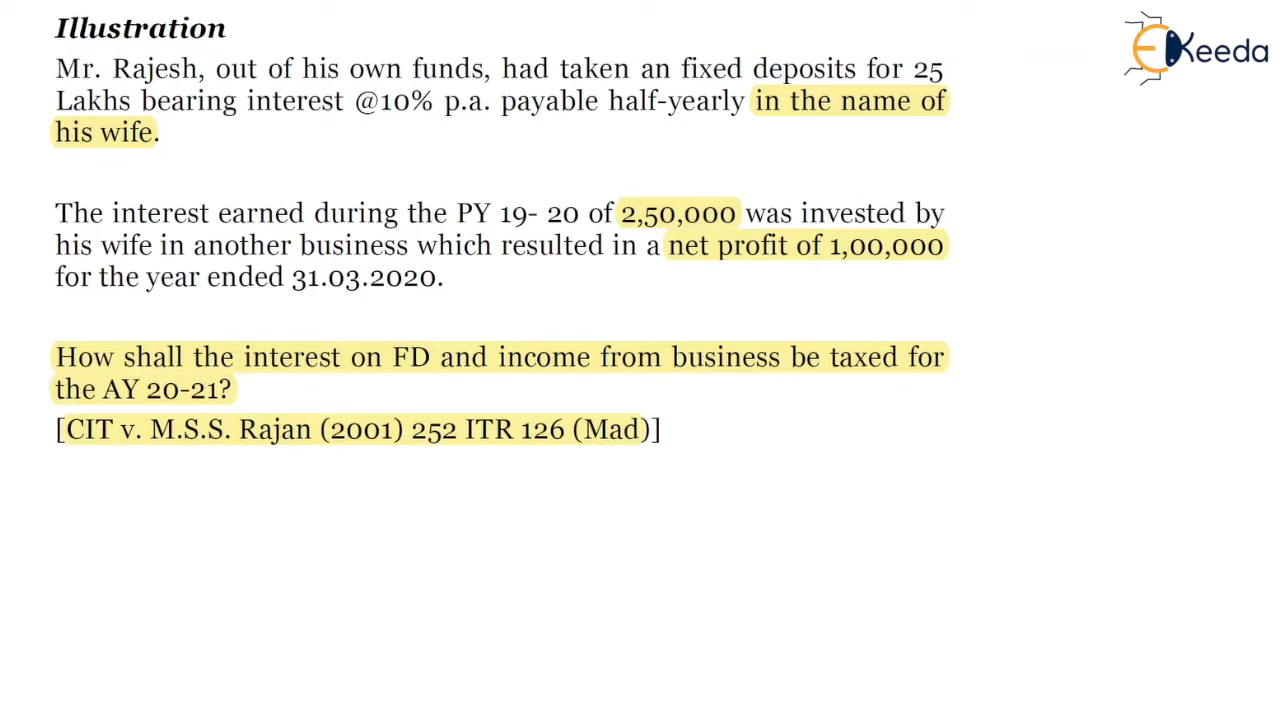 Illustration
Mr. Rajesh, out of his own funds, had taken an fixed deposits for 25
Lakhs bearing interest @10% p.a. payable half-yearly in the name of
his wife.
The interest earned during the PY 19- 20 of 2,50,000 was invested by
his wife in another business which resulted in a net profit of 1,00,000
for the year ended 31.03.2020.
How shall the interest on FD and income from business be taxed for
the AY 20-21?
[CIT v. M.S.S. Rajan (2001) 252 ITR 126 (Mad)]
EKeeda